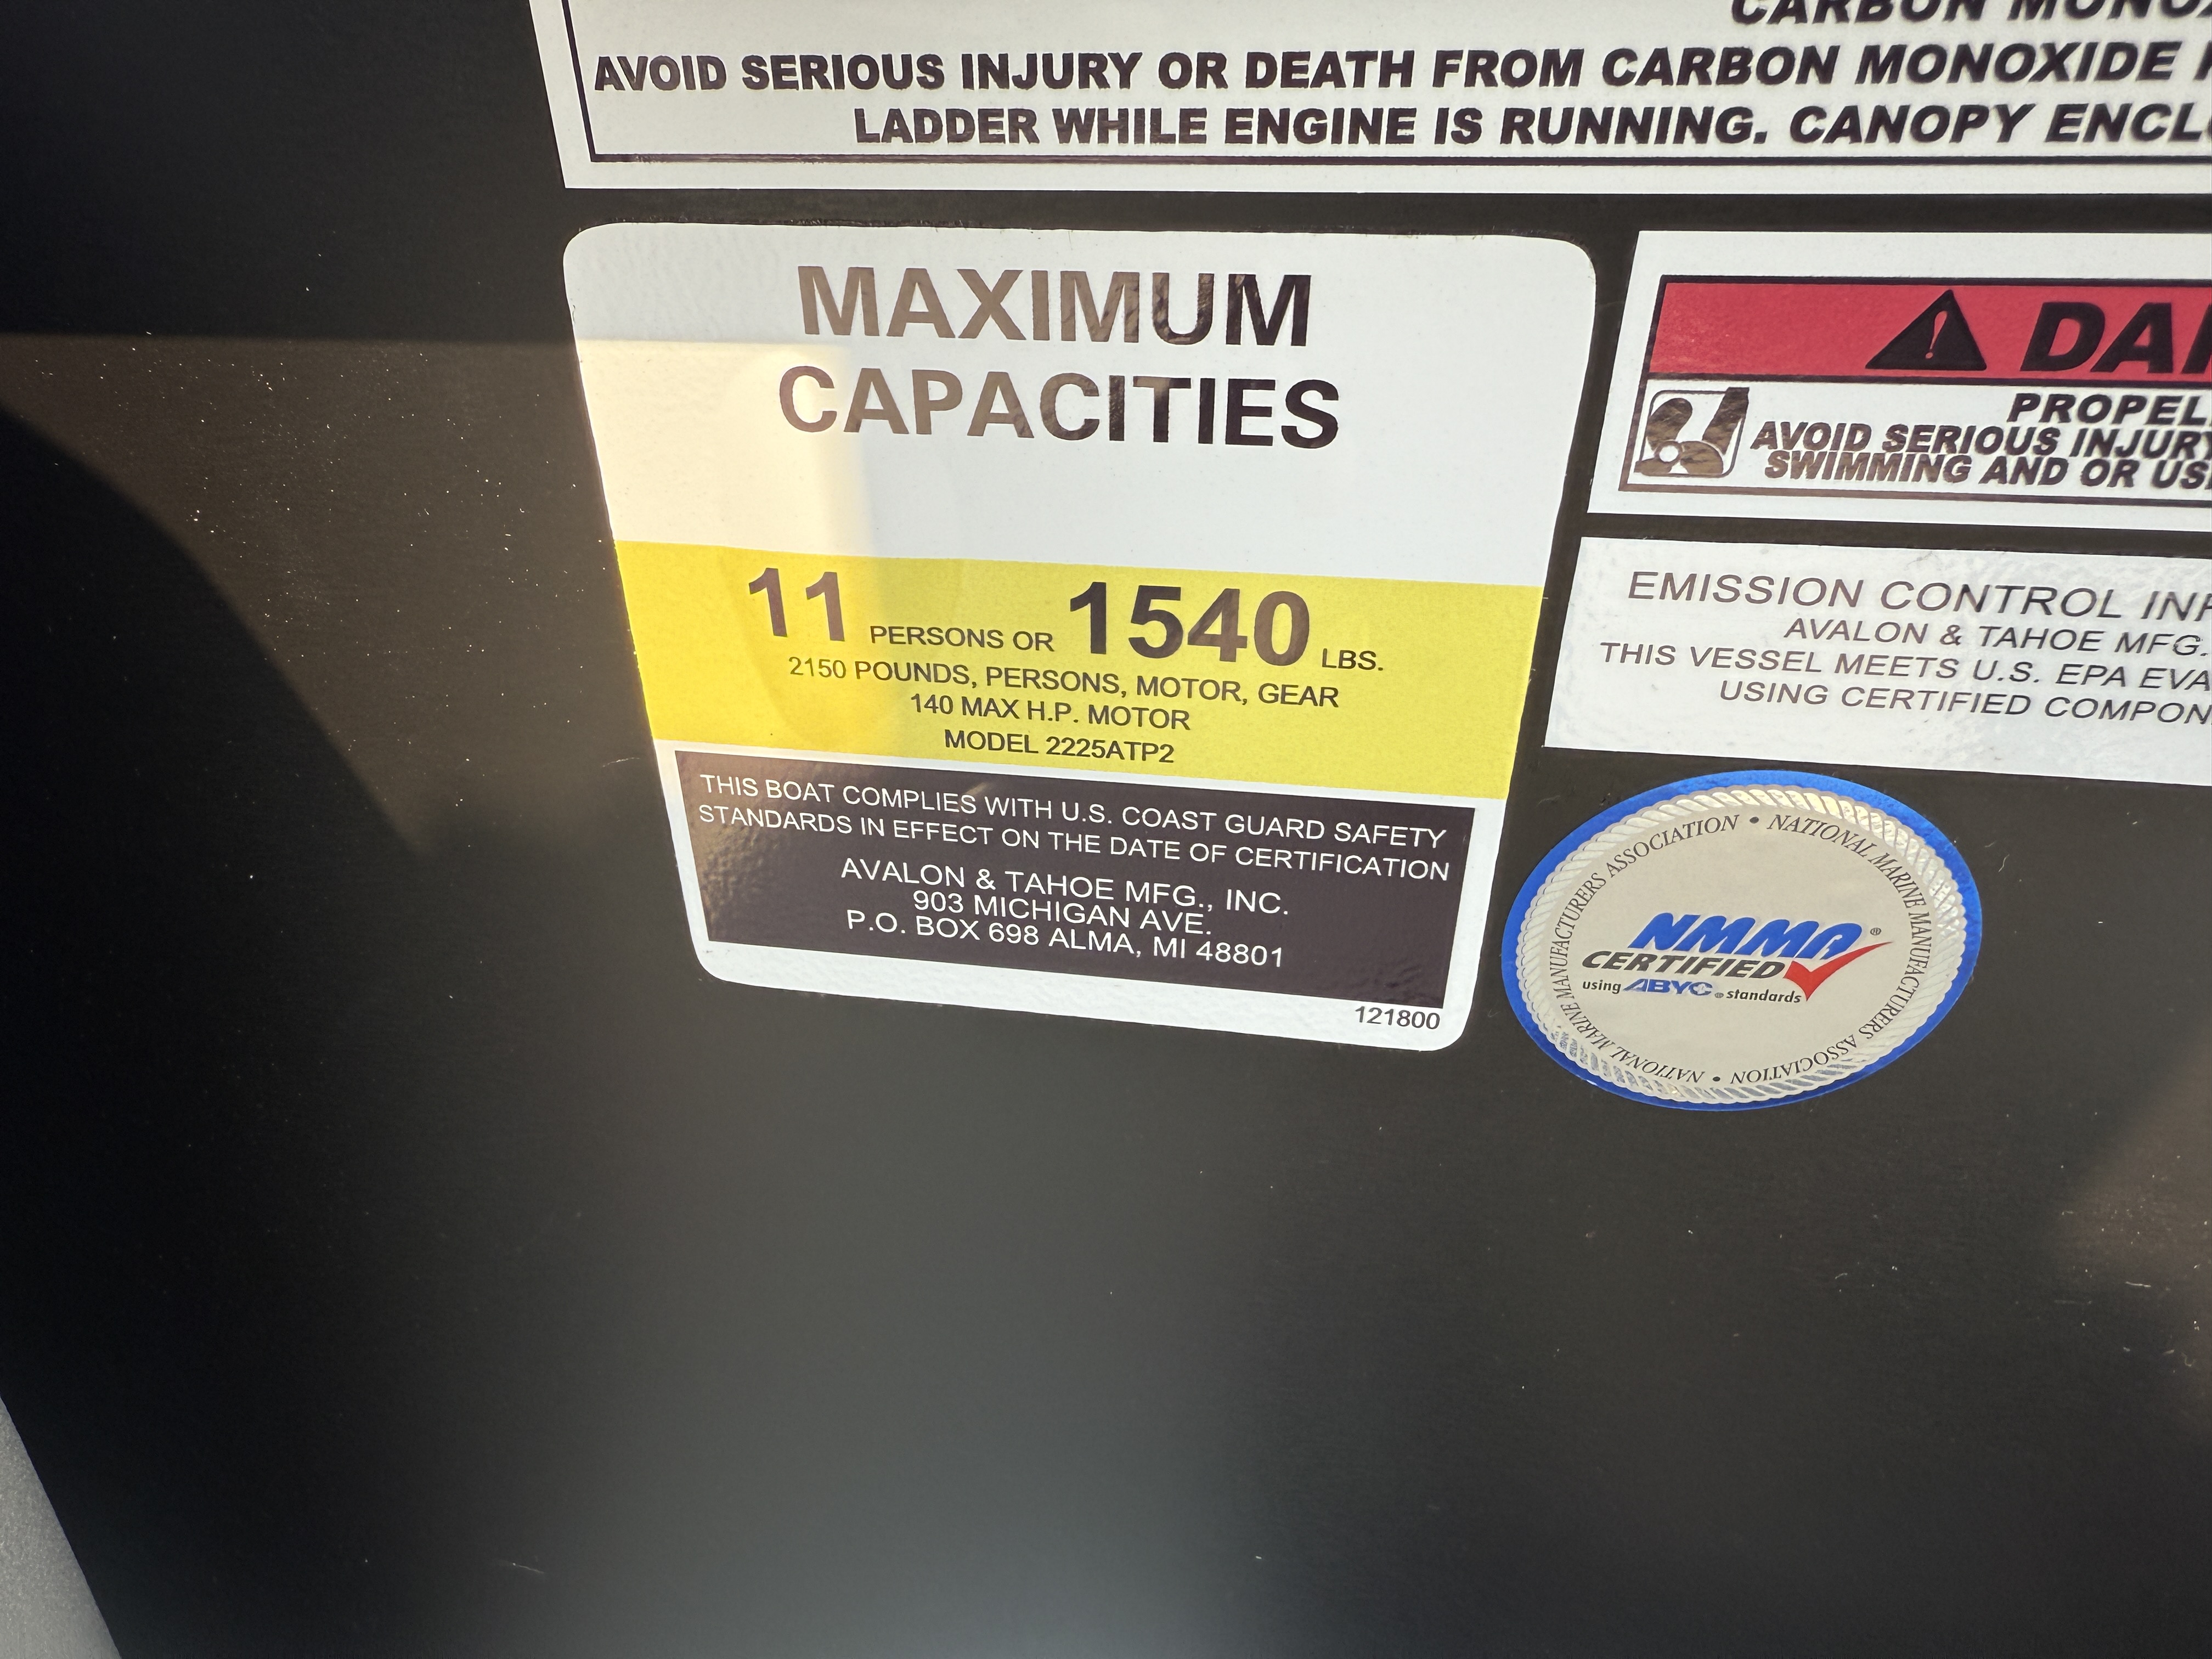 AVOID SERIOUS INJURY OR DEATH FROM CARBON MONOXIDE
LADDER WHILE ENGINE IS RUNNING. CANOPY
MAXIMUM
CAPACITIES
11 PERSONS OR 1540 LBS.
2150 POUNDS, PERSONS, MOTOR, GEAR
140 MAX H.P. MOTOR
MODEL 2225ATP2
THIS BOAT COMPLIES WITH U.S. COAST GUARD SAFETY
STANDARDS IN EFFECT ON THE DATE OF CERTIFICATION
AVALON & TAHOE MFG., INC.
903 MICHIGAN AVE.
P.O. BOX 698 ALMA, MI 48801
121800
AVOID SERIOUS INJURY
SWIMMING AND OR
EMISSION CONTROL
AVALON & TAHOE MFG.
THIS VESSEL MEETS U.S. EPA
USING CERTIFIED
NATIONAL MARINE MANUFACTURERS ASSOCIATION • NATIONAL MARINE MANUFACTURERS ASSOCIATION •
NMMA®
CERTIFIED
using ABYC® standards